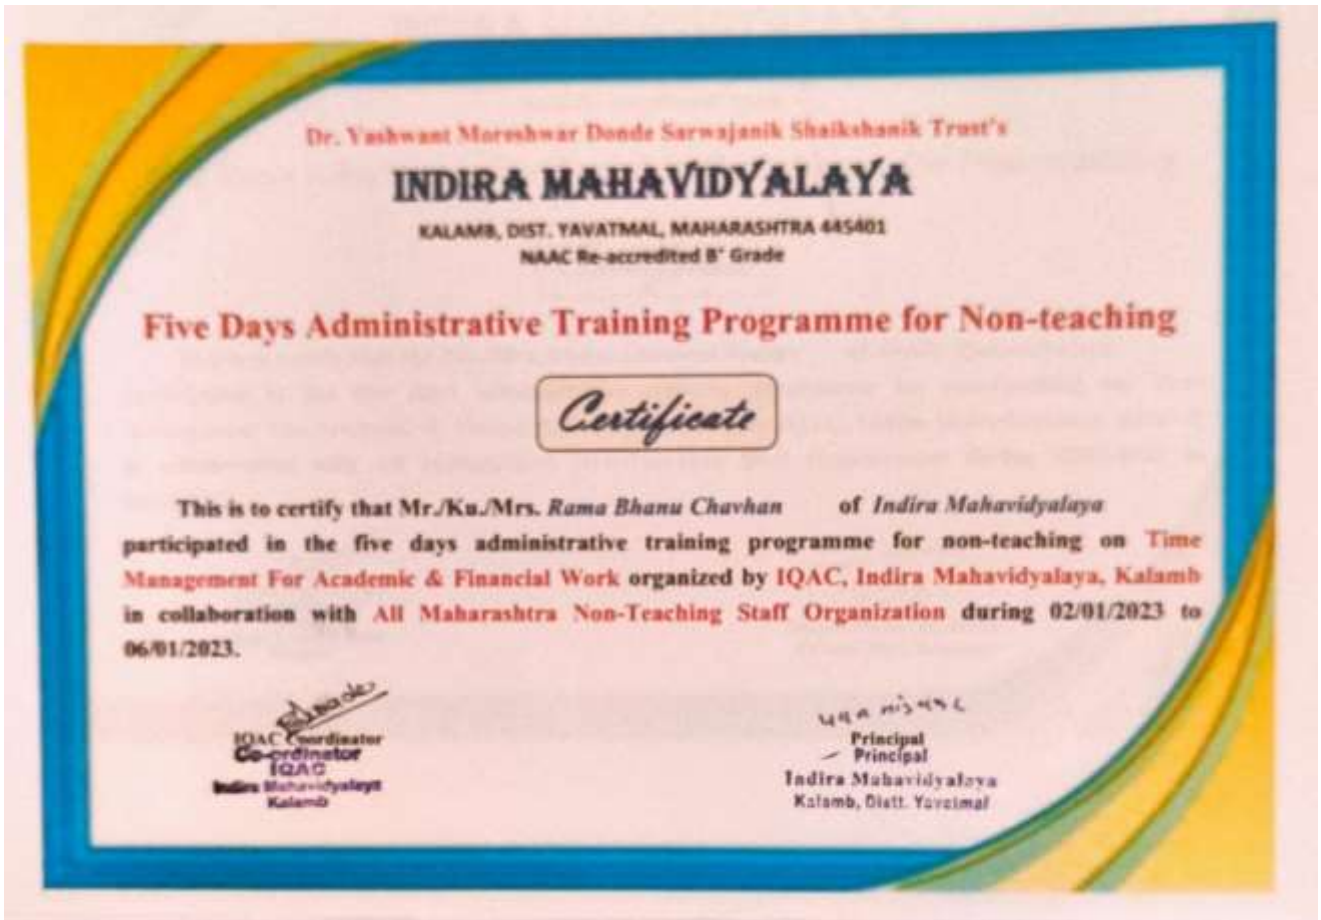 Dr. Yashwant Moreshwar Donde Sarwajanik Shaikshanik Trust's
INDIRA MAHAVIDYALAYA
KALAMB, DIST. YAVATMAL, MAHARASHTRA 445401
NAAC Re-accredited B+ Grade
Five Days Administrative Training Programme for Non-teaching
Certificate
This is to certify that Mr./Ku./Mrs. Rama Bhanu Chavhan of Indira Mahavidyalaya
participated in the five days administrative training programme for non-teaching on Time
Management For Academic & Financial Work organized by IQAC, Indira Mahavidyalaya, Kalamb
in collaboration with All Maharashtra Non-Teaching Staff Organization during 02/01/2023 to
06/01/2023.
IQAC Coordinator
Co-ordinator
IQAC
Indira Mahavidyalaya
Kalamb
Principal
Principal
Indira Mahavidyalaya
Kalamb, Distt. Yavatmal